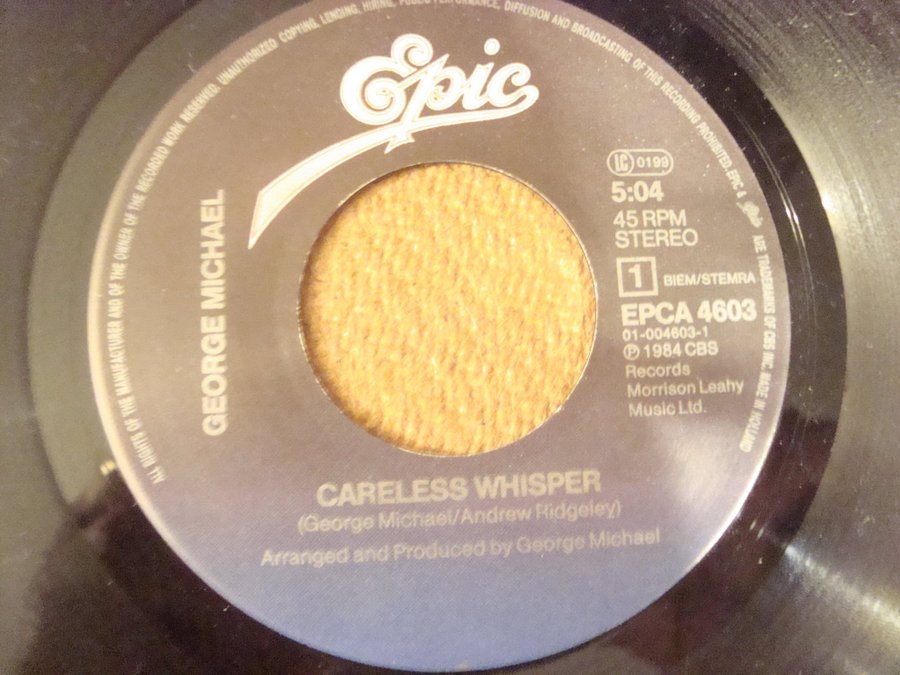 ALL RIGHTS OF THE MANUFACTURER AND OF THE OWNER OF THE RECORDED WORK RESERVED. UNAUTHORIZED COPYING, LENDING, HIRING, PUBLIC PERFORMANCE, DIFFUSION AND BROADCASTING OF THIS RECORDING PROHIBITED. EPIC & Epic ARE TRADEMARKS OF CBS INC. MADE IN HOLLAND
Epic
GEORGE MICHAEL
LC 0199
5:04
45 RPM
STEREO
1 BIEM/STEMRA
EPCA 4603
01-004603-1
℗ 1984 CBS
Records
Morrison Leahy
Music Ltd.
CARELESS WHISPER
(George Michael/Andrew Ridgeley)
Arranged and Produced by George Michael